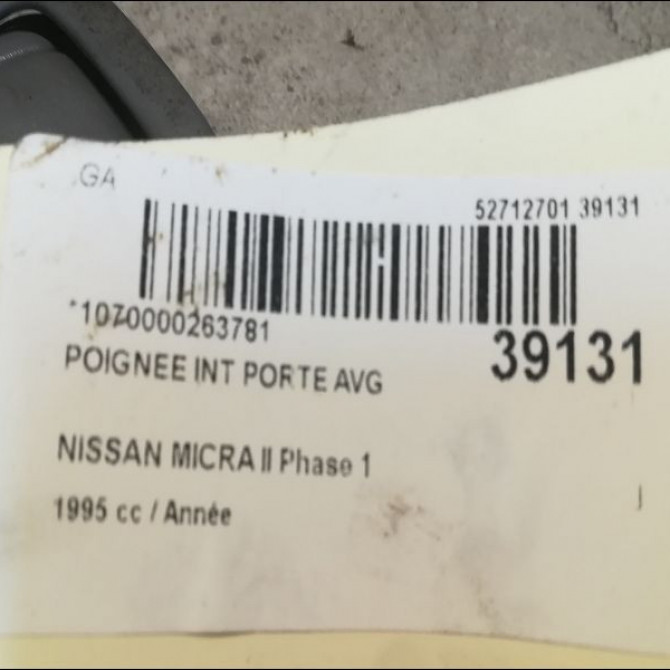 GA
52712701 39131
*1070000263781
39131
POIGNEE INT PORTE AVG
NISSAN MICRA II Phase 1
1995 cc / Année